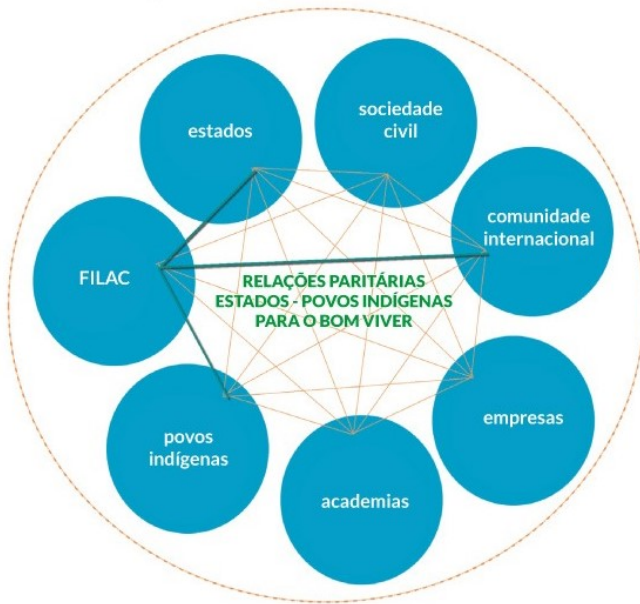 estados
sociedade
civil
comunidade
internacional
FILAC
RELAÇÕES PARITÁRIAS
ESTADOS - POVOS INDÍGENAS
PARA O BOM VIVER
povos
indígenas
empresas
academias